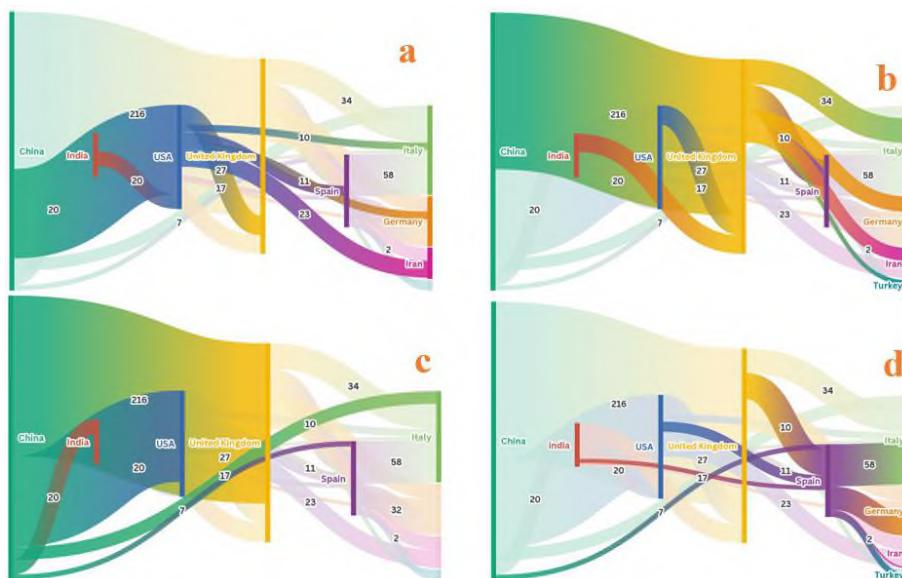 a
34
216
10
China
India
USA
United Kingdom
Italy
27
58
20
11
Spain
17
20
23
Germany
7
2
Iran
b
34
216
10
China
India
USA
United Kingdom
Italy
27
58
20
11
Spain
17
20
23
Germany
7
2
Iran
Turkey
c
34
216
10
China
India
USA
United Kingdom
Italy
27
58
20
11
Spain
17
20
23
32
7
2
d
34
216
10
China
India
USA
United Kingdom
Italy
27
58
20
11
Spain
17
20
23
Germany
7
2
Iran
Turkey